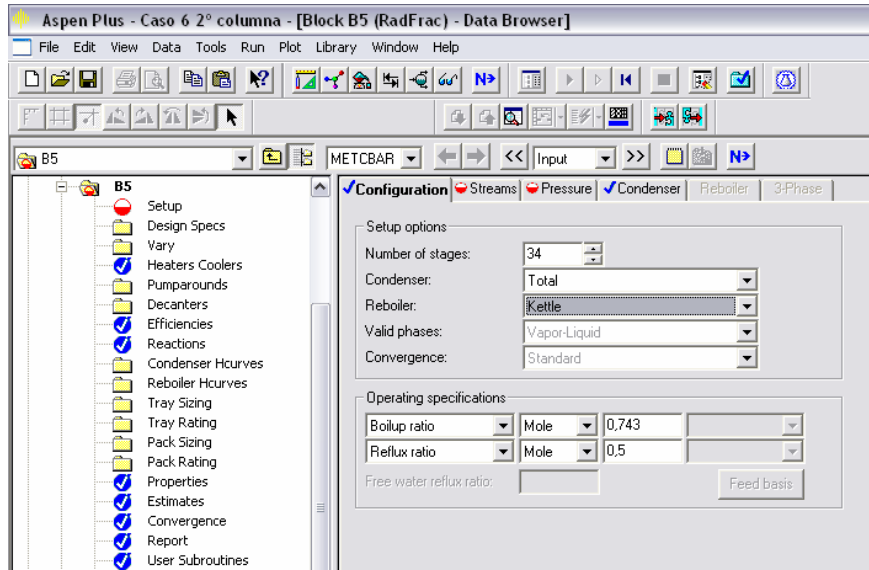 Aspen Plus - Caso 6 2º columna - [Block B5 (RadFrac) - Data Browser]
File Edit View Data Tools Run Plot Library Window Help
N>
B5 METCBAR << Input >> N>
B5
Setup
Design Specs
Vary
Heaters Coolers
Pumparounds
Decanters
Efficiencies
Reactions
Condenser Hcurves
Reboiler Hcurves
Tray Sizing
Tray Rating
Pack Sizing
Pack Rating
Properties
Estimates
Convergence
Report
User Subroutines
Configuration Streams Pressure Condenser Reboiler 3-Phase
Setup options
Number of stages: 34
Condenser: Total
Reboiler: Kettle
Valid phases: Vapor-Liquid
Convergence: Standard
Operating specifications
Boilup ratio Mole 0,743
Reflux ratio Mole 0,5
Free water reflux ratio: Feed basis